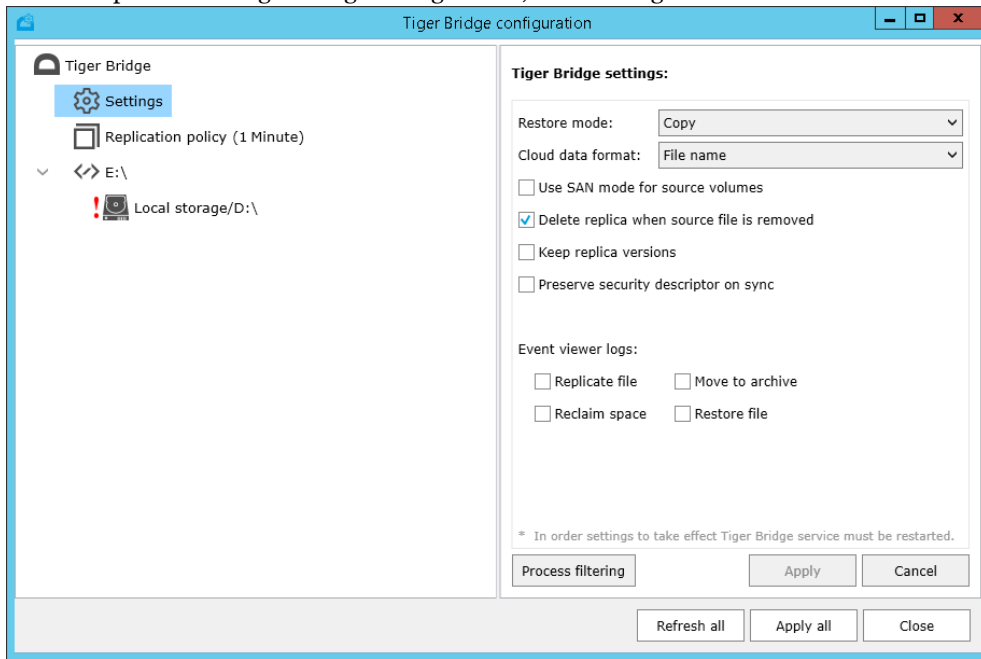 Tiger Bridge configuration
Tiger Bridge
Settings
Replication policy (1 Minute)
E:\
Local storage/D:\
Tiger Bridge settings:
Restore mode: Copy
Cloud data format: File name
Use SAN mode for source volumes
Delete replica when source file is removed
Keep replica versions
Preserve security descriptor on sync
Event viewer logs:
Replicate file Move to archive
Reclaim space Restore file
* In order settings to take effect Tiger Bridge service must be restarted.
Process filtering Apply Cancel
Refresh all Apply all Close